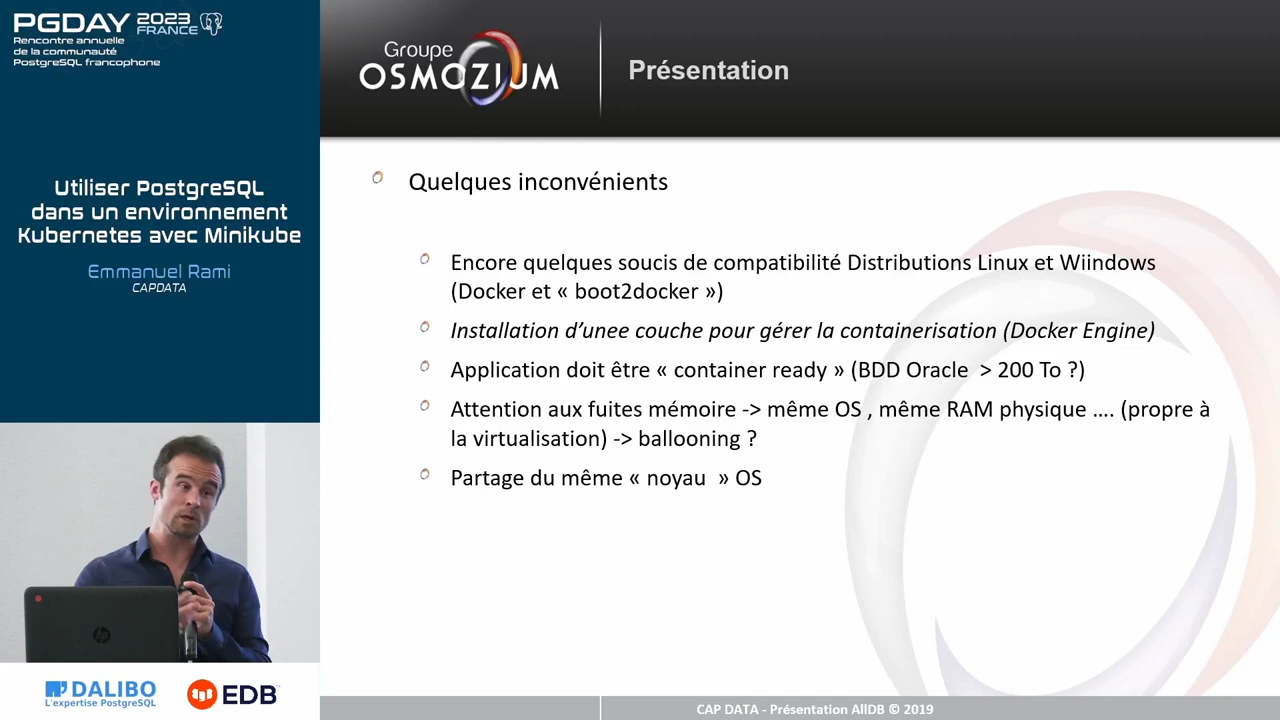 PGDAY 2023 FRANCE
Rencontre annuelle
de la communauté
PostgreSQL francophone
Utiliser PostgreSQL
dans un environnement
Kubernetes avec Minikube
Emmanuel Rami
CAPDATA
hp
DALIBO
L'expertise PostgreSQL
EDB
Groupe
OSMOZIUM
Présentation
Quelques inconvénients
Encore quelques soucis de compatibilité Distributions Linux et Wiindows
(Docker et « boot2docker »)
Installation d’unee couche pour gérer la containerisation (Docker Engine)
Application doit être « container ready » (BDD Oracle  > 200 To ?)
Attention aux fuites mémoire -> même OS , même RAM physique …. (propre à
la virtualisation) -> ballooning ?
Partage du même « noyau  » OS
CAP DATA - Présentation AllDB © 2019